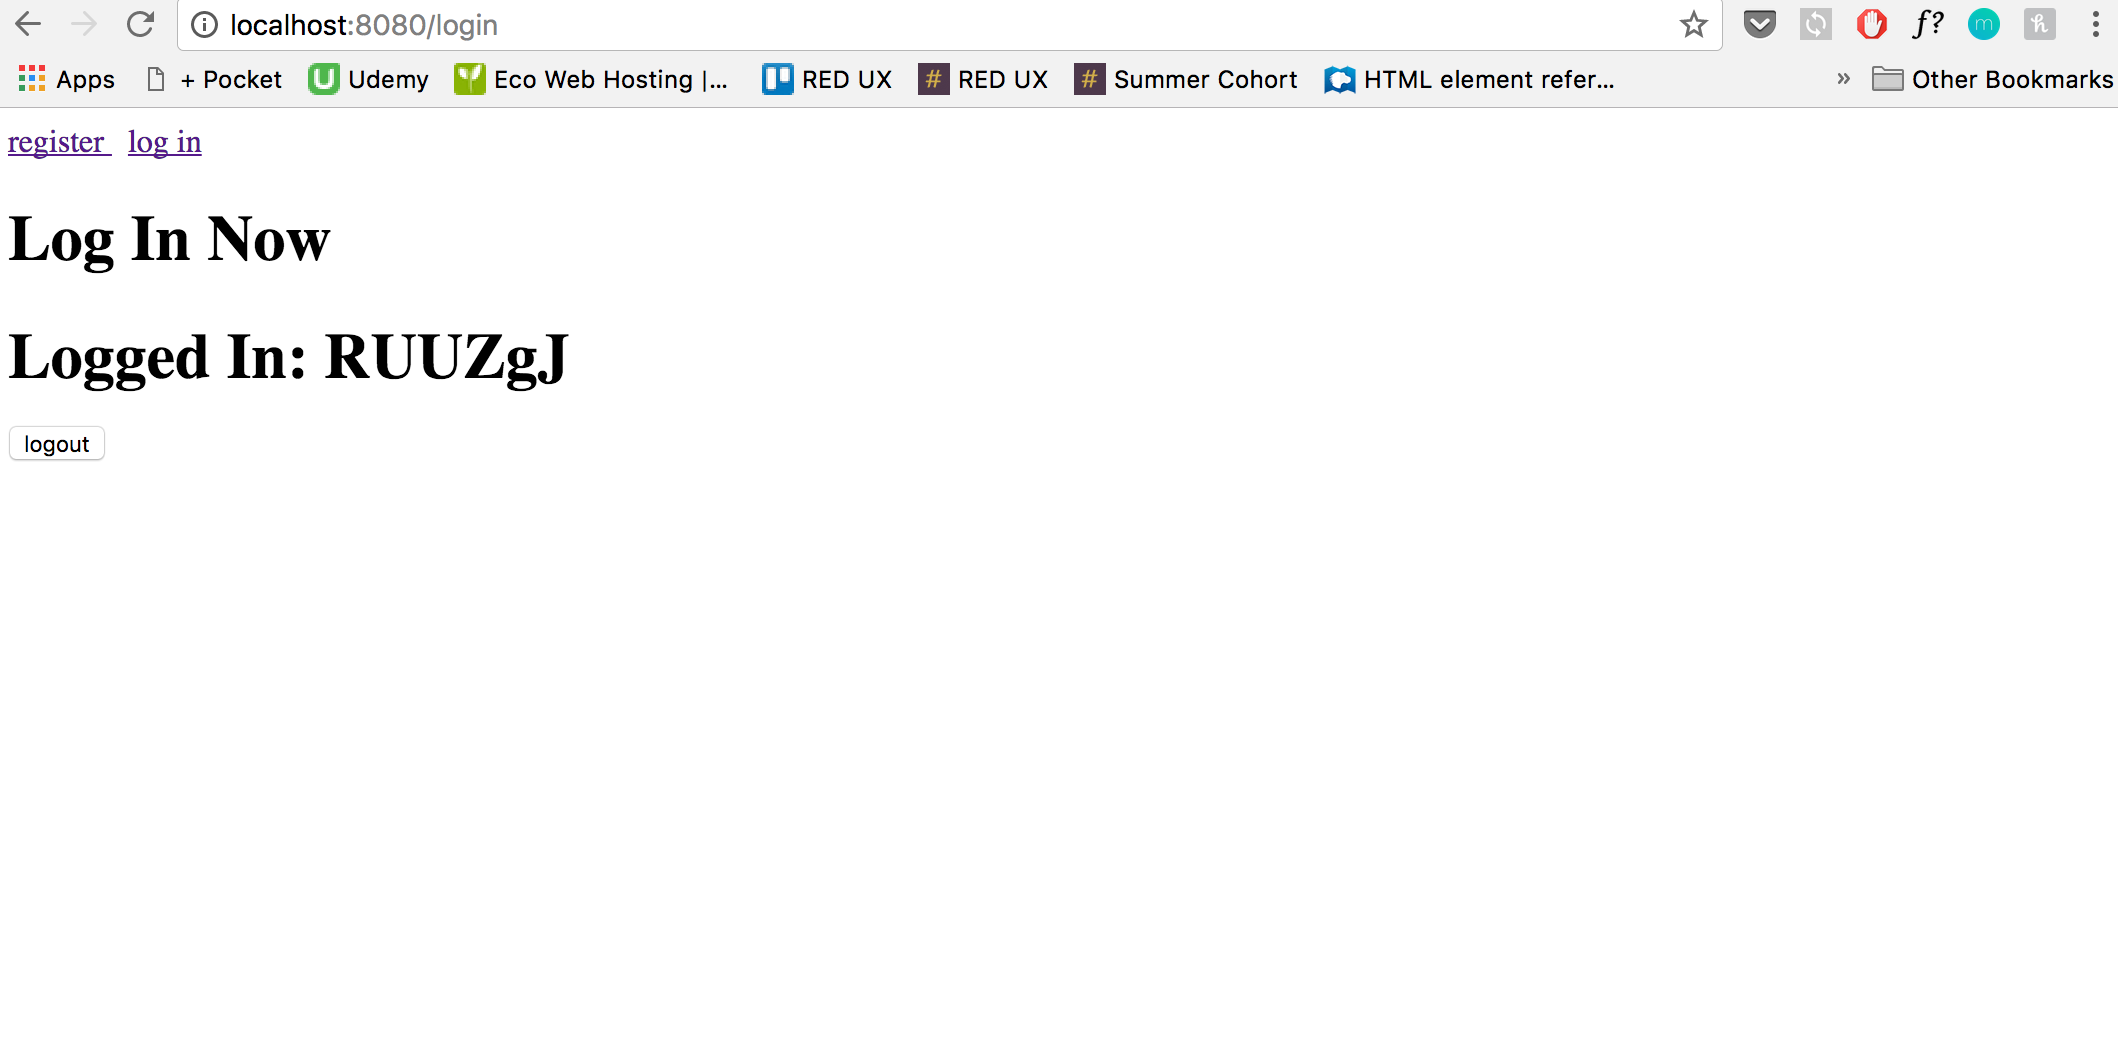 localhost:8080/login
f?
m
h
Apps
+ Pocket
U
Udemy
Eco Web Hosting |...
RED UX
#
RED UX
#
Summer Cohort
HTML element refer...
»
Other Bookmarks
register log in
Log In Now
Logged In: RUUZgJ
logout